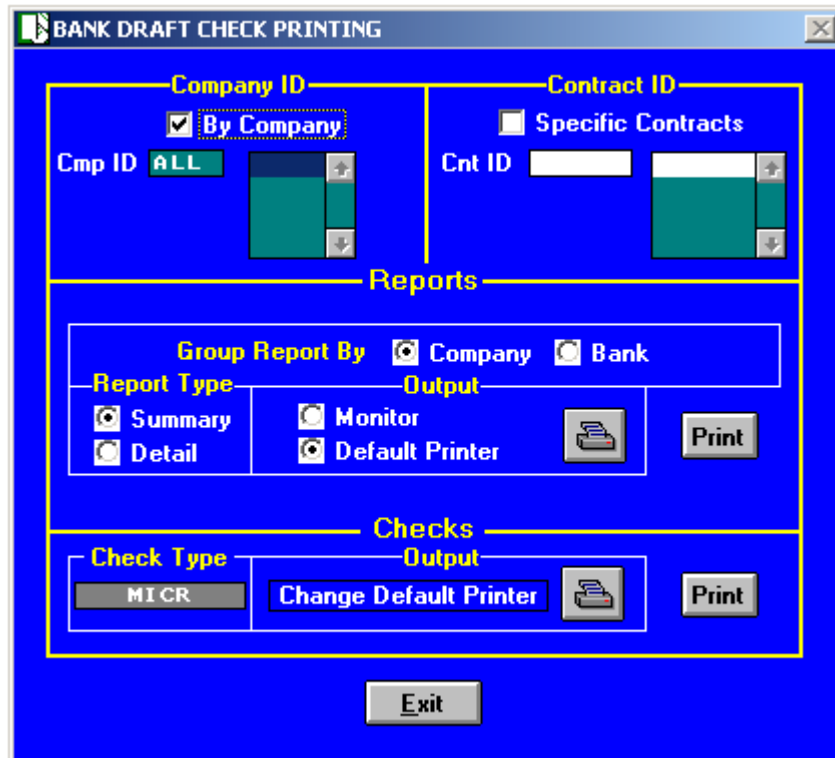 BANK DRAFT CHECK PRINTING
Company ID
Contract ID
By Company
Specific Contracts
Cmp ID ALL
Cnt ID
Reports
Group Report By Company Bank
Report Type
Output
Summary
Monitor
Detail
Default Printer
Print
Checks
Check Type
Output
MICR
Change Default Printer
Print
Exit